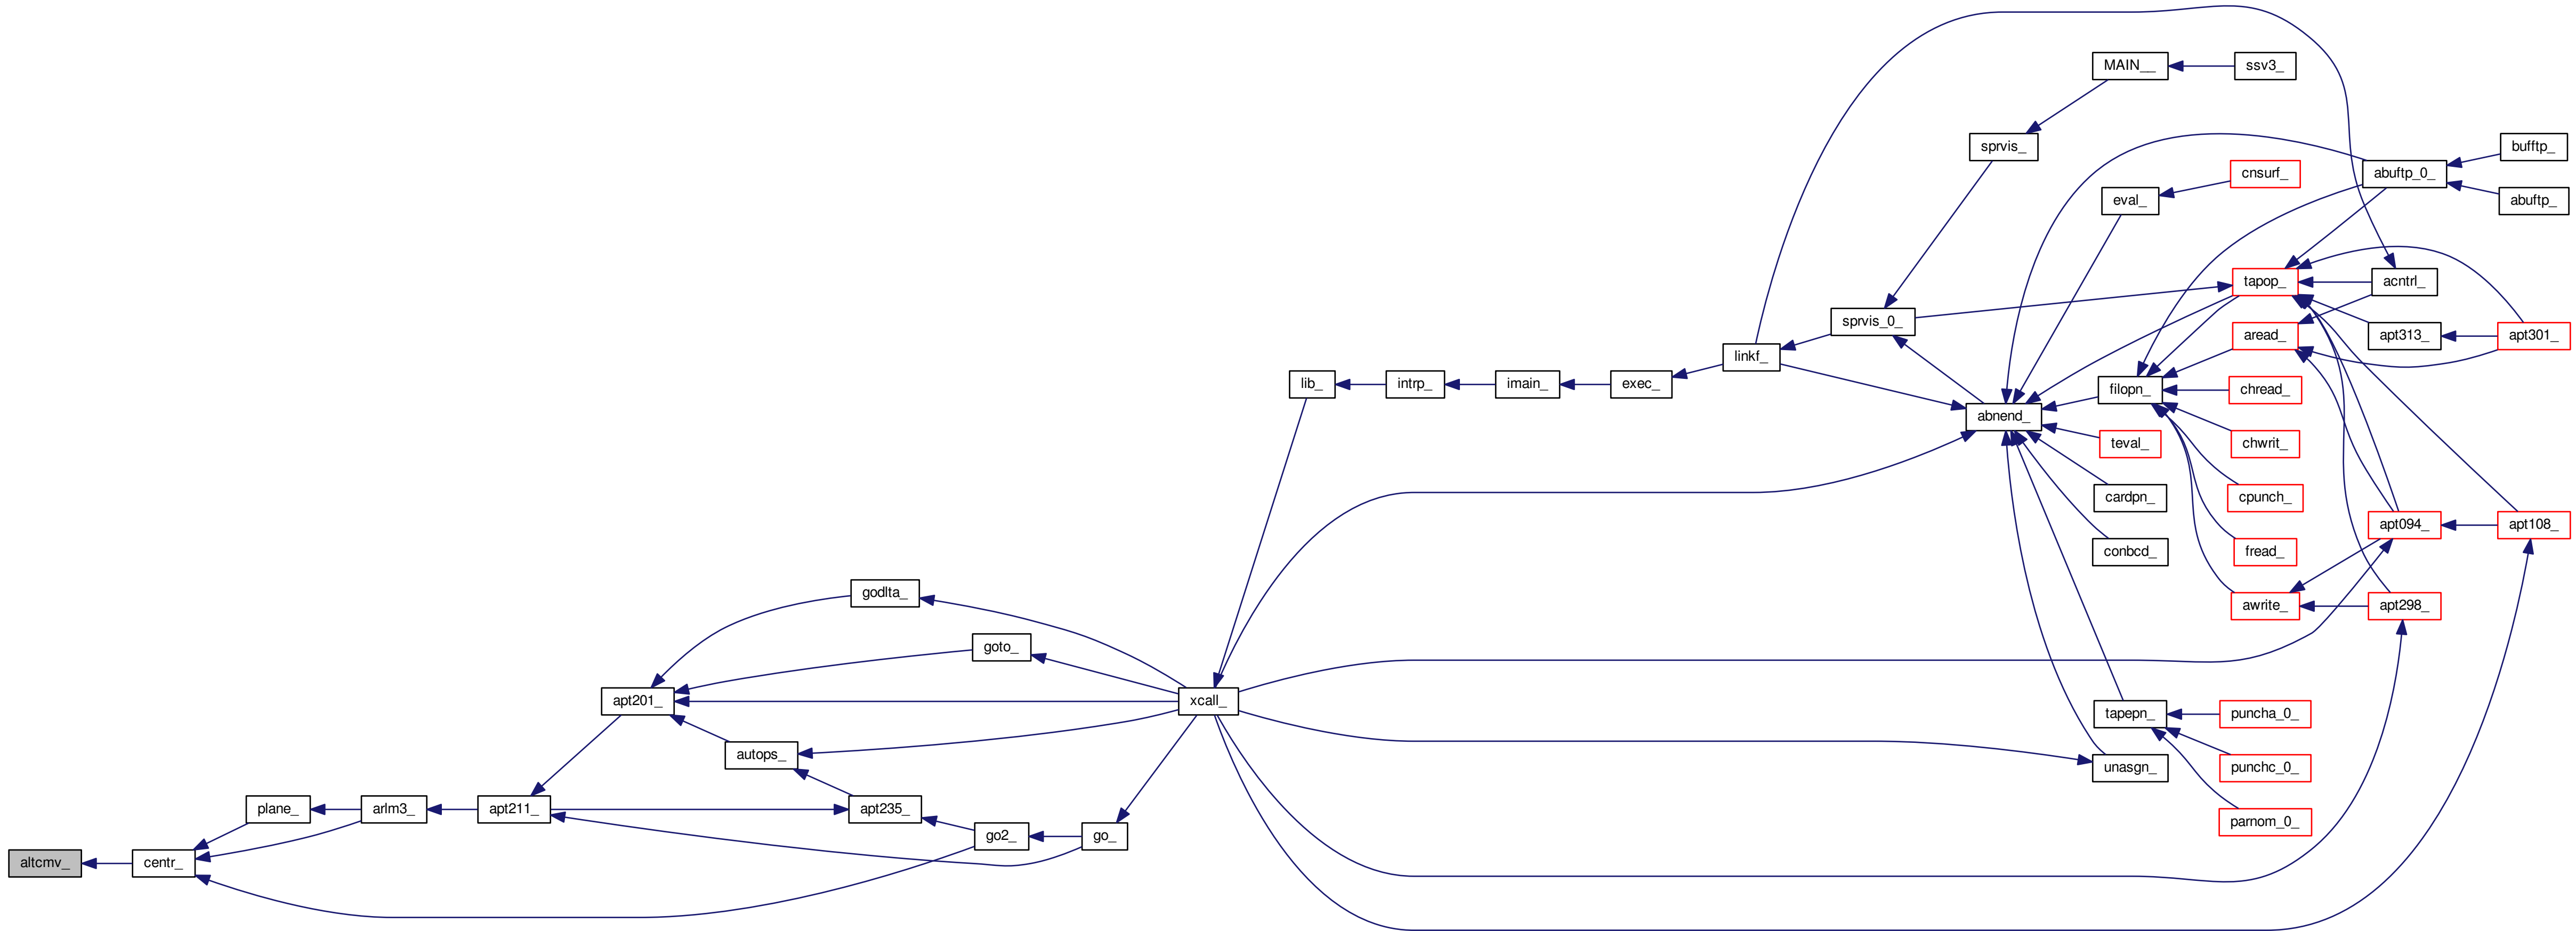 MAIN__
ssv3_
sprvis_
bufftp_
abuftp_0_
cnsurf_
eval_
abuftp_
tapop_
acntrl_
sprvis_0_
aread_
apt313_
apt301_
linkf_
lib_
intrp_
imain_
exec_
filopn_
chread_
abnend_
teval_
chwrit_
cardpn_
cpunch_
apt094_
apt108_
conbcd_
fread_
godlta_
awrite_
apt298_
goto_
apt201_
xcall_
tapepn_
puncha_0_
autops_
unasgn_
punchc_0_
plane_
arlm3_
apt211_
apt235_
parnom_0_
go2_
go_
altcmv_
centr_